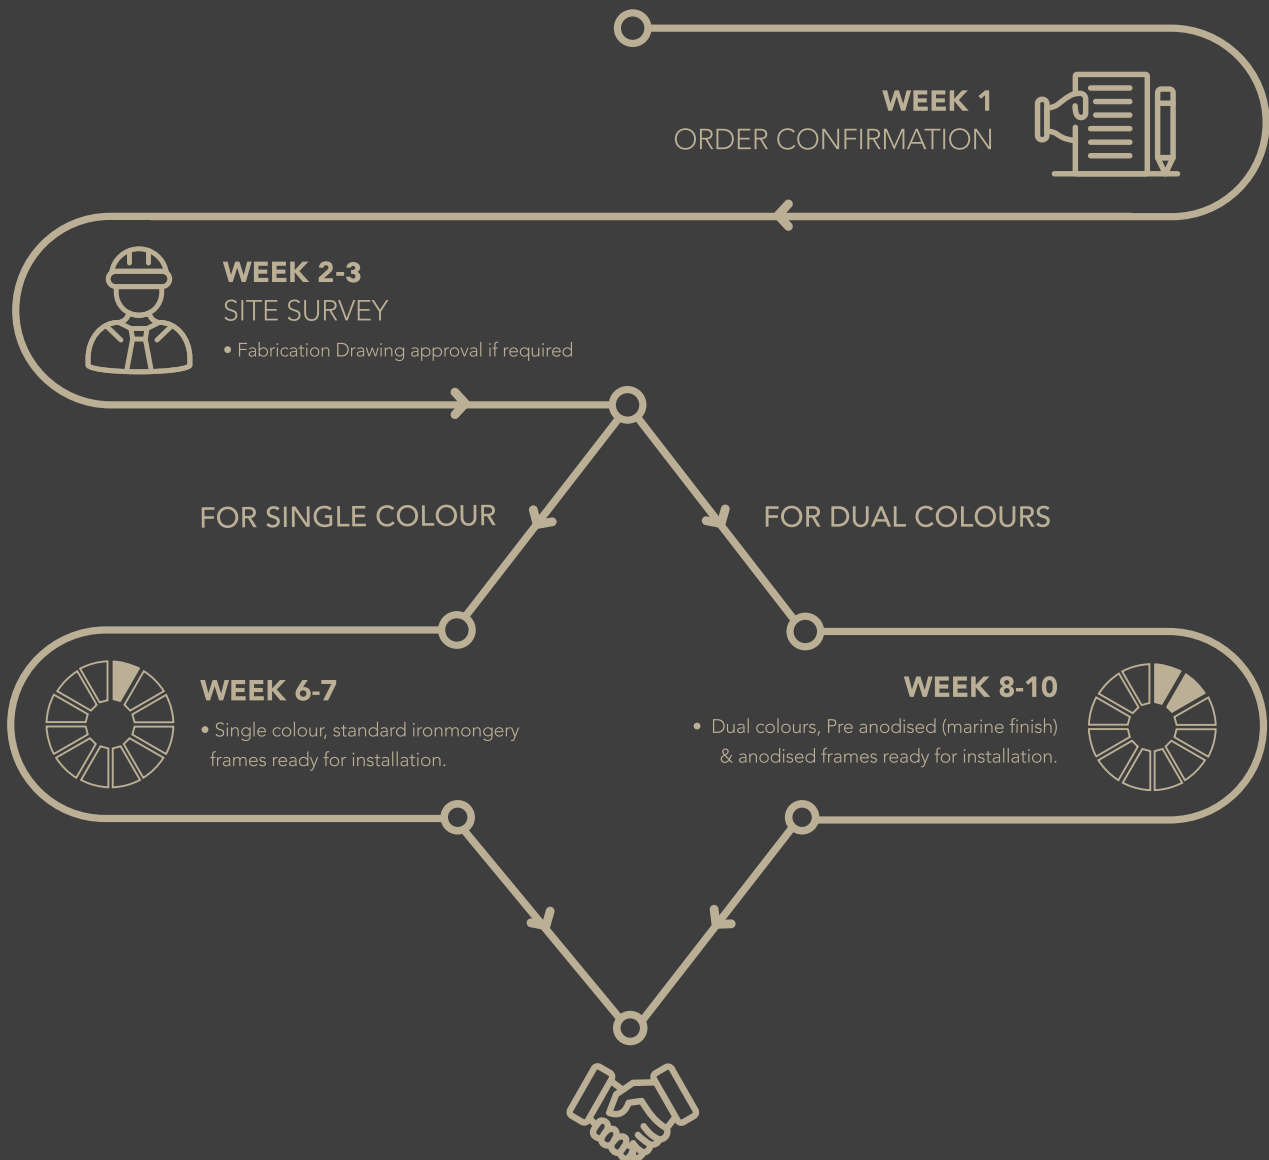 WEEK 1
ORDER CONFIRMATION
WEEK 2-3
SITE SURVEY
• Fabrication Drawing approval if required
FOR SINGLE COLOUR
FOR DUAL COLOURS
WEEK 6-7
• Single colour, standard ironmongery
frames ready for installation.
WEEK 8-10
• Dual colours, Pre anodised (marine finish)
& anodised frames ready for installation.